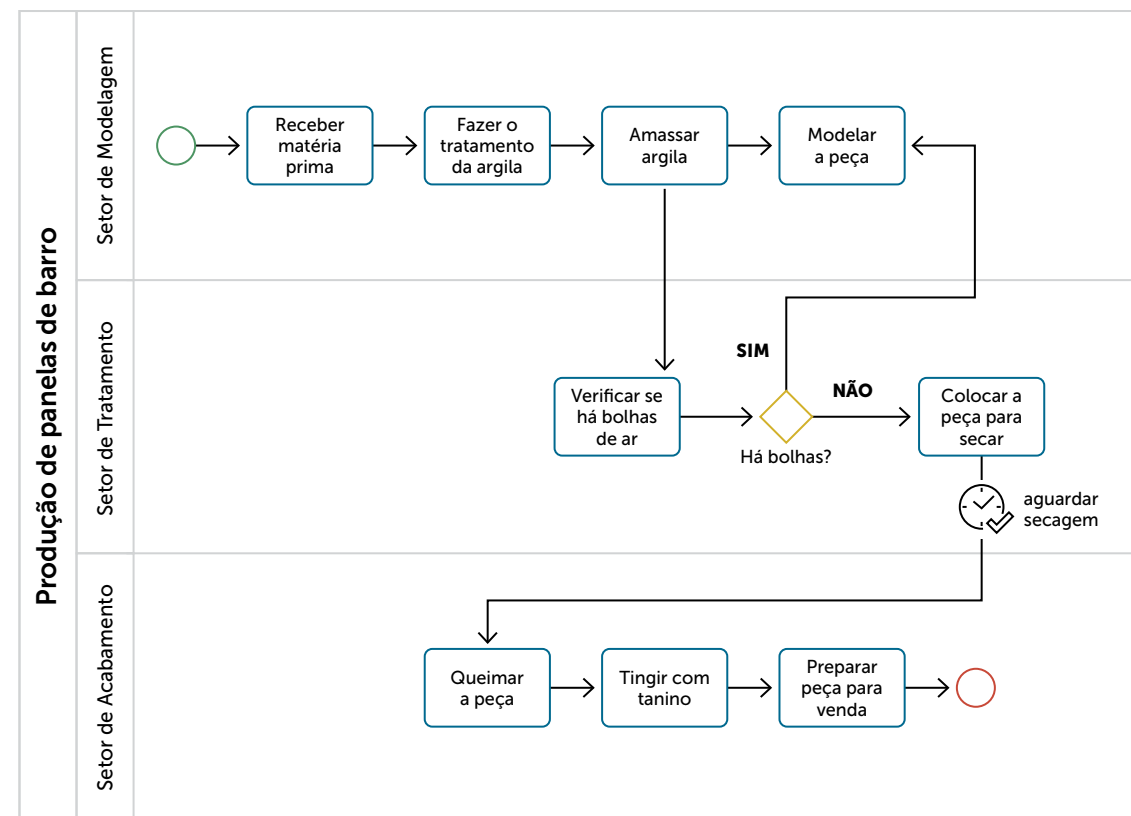 Produção de panelas de barro
Setor de Modelagem
Receber
matéria
prima
Fazer o
tratamento
da argila
Amassar
argila
Modelar
a peça
Setor de Tratamento
Verificar se
há bolhas
de ar
SIM
Há bolhas?
NÃO
Colocar a
peça para
secar
aguardar
secagem
Setor de Acabamento
Queimar
a peça
Tingir com
tanino
Preparar
peça para
venda